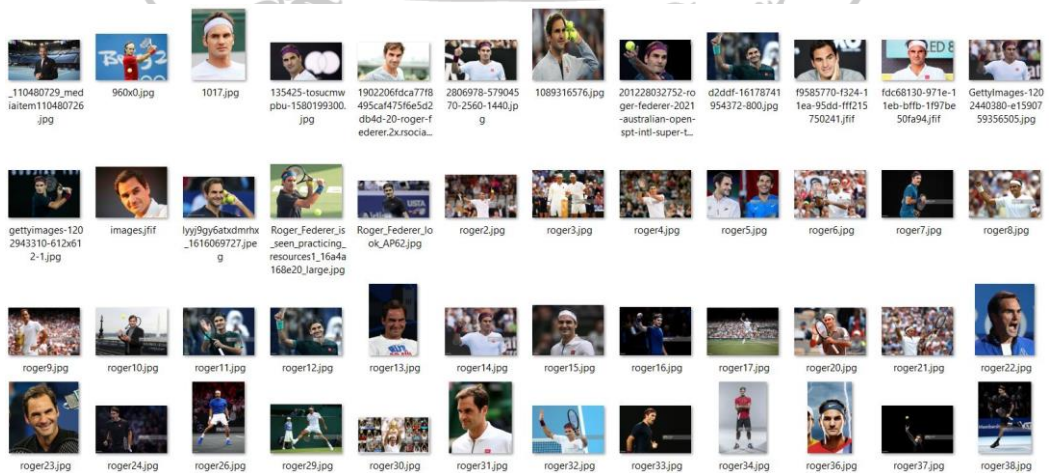 _110480729_med
iaitem110480726
.jpg
960x0.jpg
1017.jpg
135425-tosucmw
pbu-1580199300.
jpg
1902206fdca77f8
495caf475f6e5d2
db4d-20-roger-f
ederer.2x.rsocia...
2806978-579045
70-2560-1440.jp
g
1089316576.jpg
201228032752-ro
ger-federer-2021
-australian-open-
spt-intl-super-t...
d2ddf-16178741
954372-800.jpg
f9585770-f324-1
1ea-95dd-fff215
750241.jfif
fdc68130-971e-1
1eb-bffb-1f97be
50fa94.jfif
GettyImages-120
2440380-e15907
59356505.jpg
gettyimages-120
2943310-612x61
2-1.jpg
images.jfif
lyyj9gy6atxdmrhx
_1616069727.jpe
g
Roger_Federer_is
_seen_practicing_
resources1_16a4a
168e20_large.jpg
Roger_Federer_lo
ok_AP62.jpg
roger2.jpg
roger3.jpg
roger4.jpg
roger5.jpg
roger6.jpg
roger7.jpg
roger8.jpg
roger9.jpg
roger10.jpg
roger11.jpg
roger12.jpg
roger13.jpg
roger14.jpg
roger15.jpg
roger16.jpg
roger17.jpg
roger20.jpg
roger21.jpg
roger22.jpg
roger23.jpg
roger24.jpg
roger26.jpg
roger29.jpg
roger30.jpg
roger31.jpg
roger32.jpg
roger33.jpg
roger34.jpg
roger36.jpg
roger37.jpg
roger38.jpg